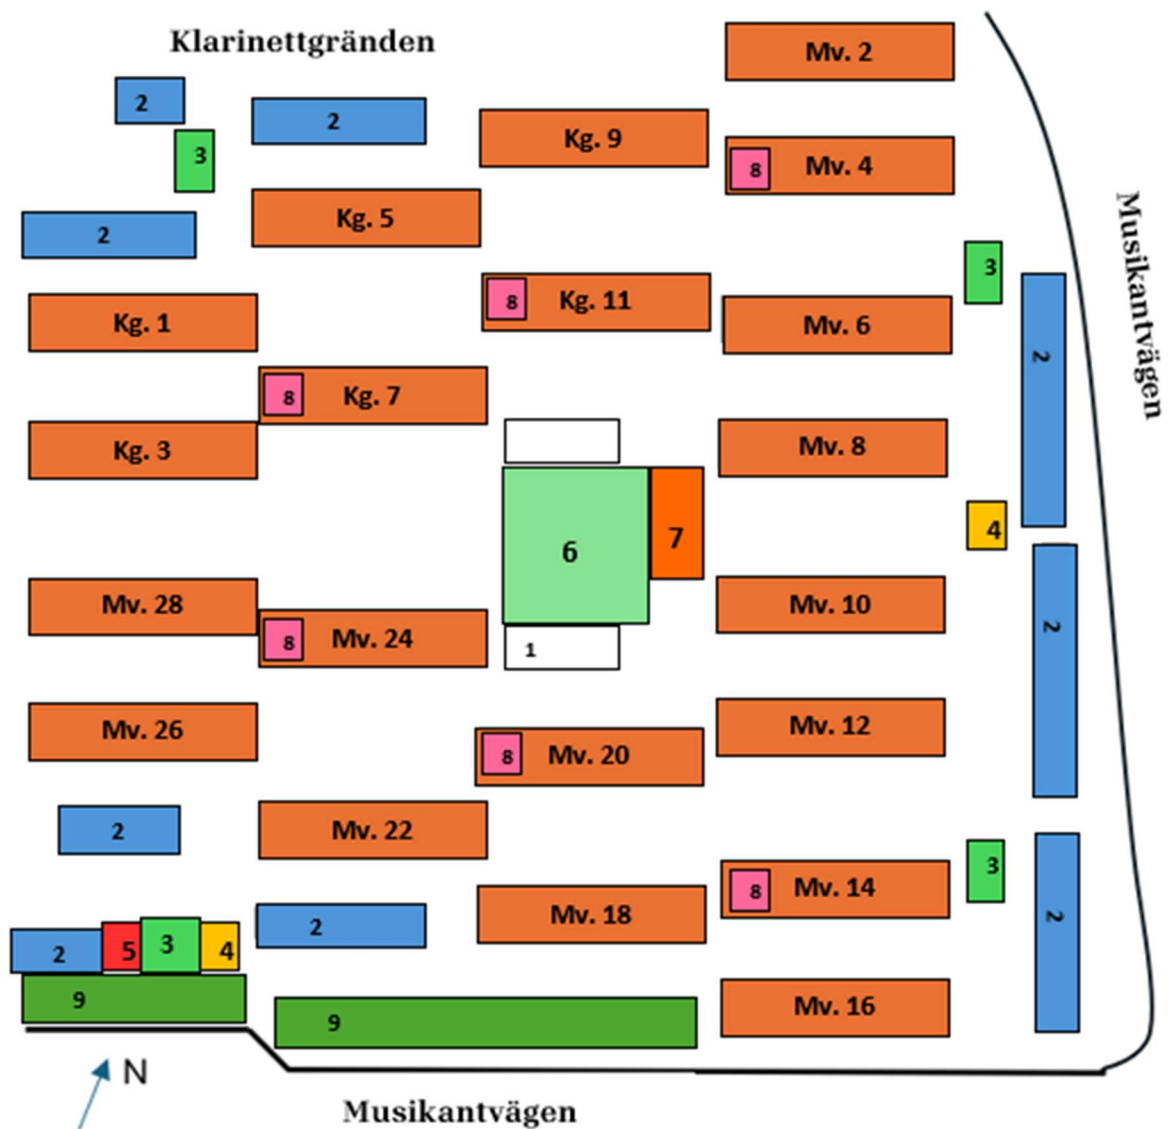 Klarinettgränden
Mv. 2
2
2
Kg. 9
3
8 Mv. 4
Kg. 5
Musikantvägen
2
3
8 Kg. 11
Kg. 1
Mv. 6
2
8 Kg. 7
Kg. 3
Mv. 8
6
7
4
Mv. 28
Mv. 10
8 Mv. 24
2
1
Mv. 26
Mv. 12
8 Mv. 20
2
Mv. 22
3
8 Mv. 14
Mv. 18
2
2
2
5
3
4
9
9
Mv. 16
N
Musikantvägen